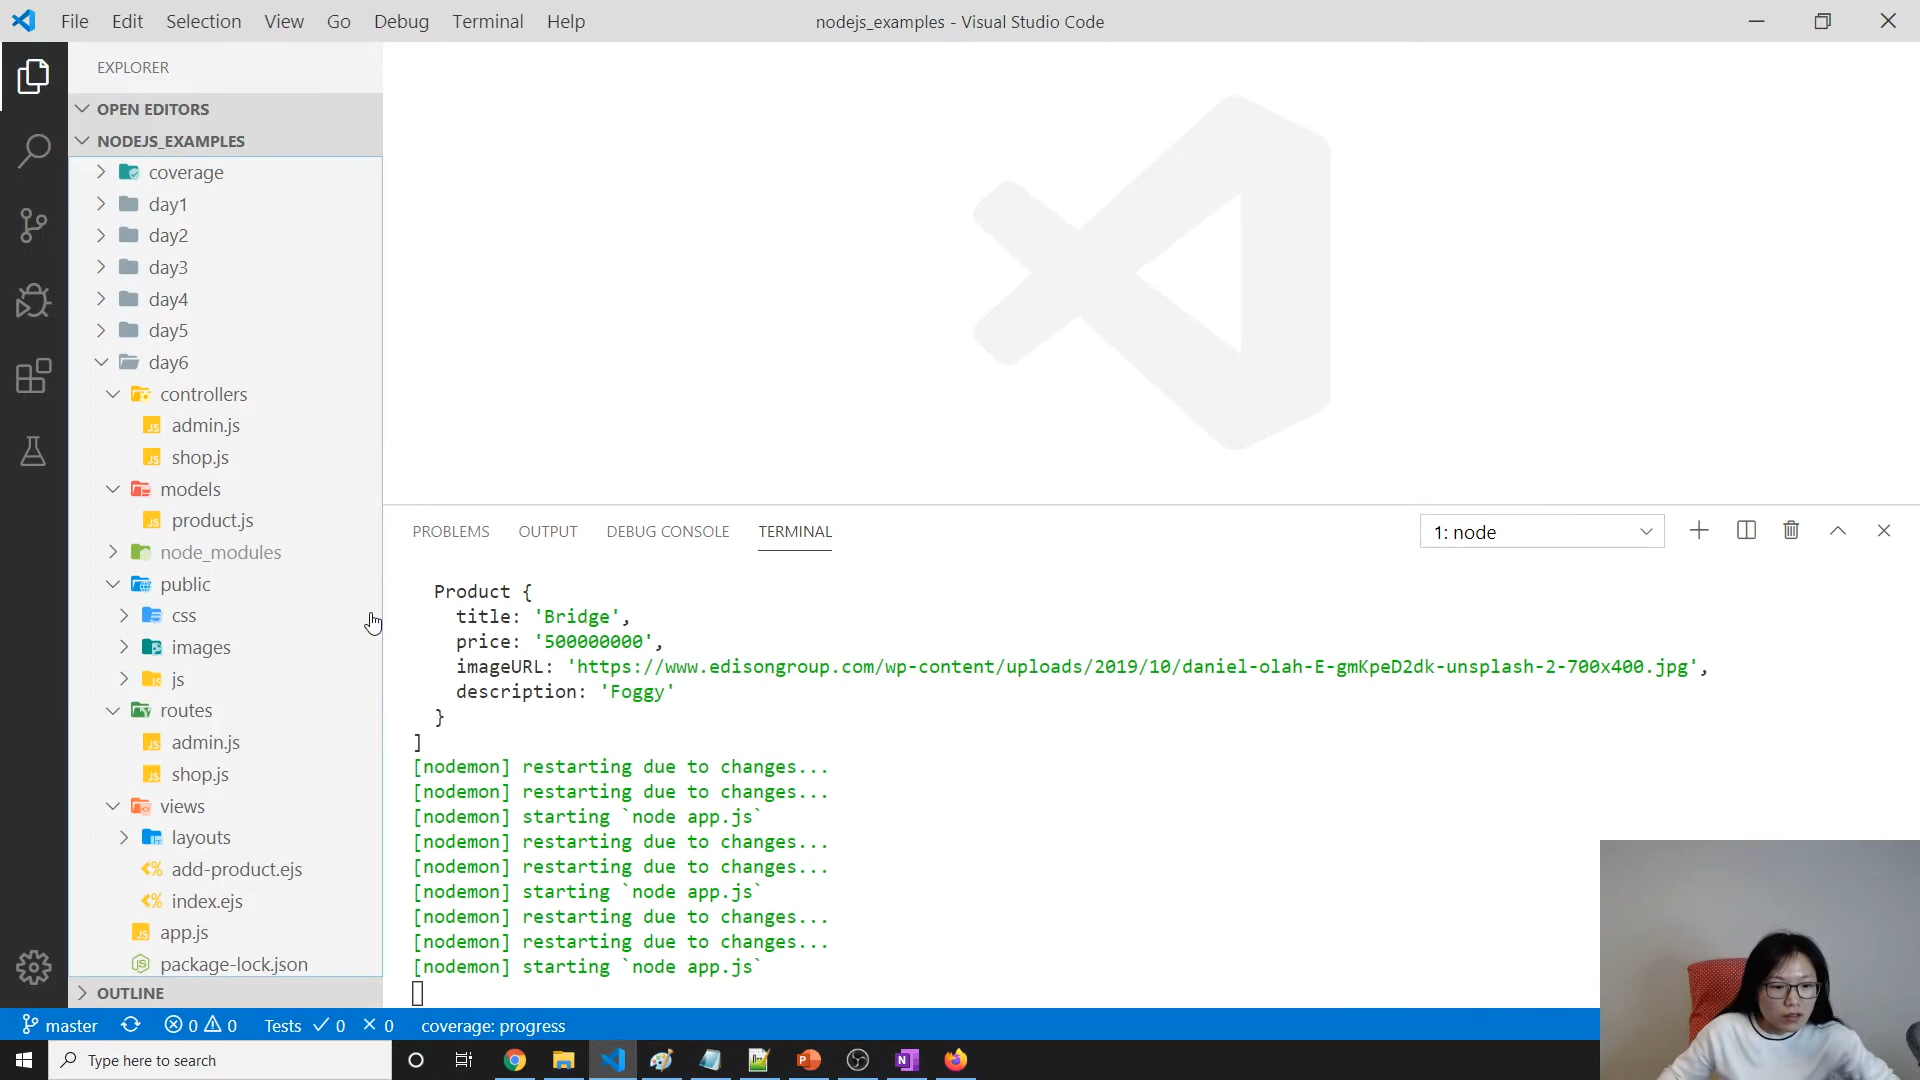 File Edit Selection View Go Debug Terminal Help
nodejs_examples - Visual Studio Code
EXPLORER
OPEN EDITORS
NODEJS_EXAMPLES
coverage
day1
day2
day3
day4
day5
day6
controllers
admin.js
shop.js
models
product.js
node_modules
public
css
images
js
routes
admin.js
shop.js
views
layouts
add-product.ejs
index.ejs
app.js
package-lock.json
OUTLINE
PROBLEMS OUTPUT DEBUG CONSOLE TERMINAL
1: node
Product {
title: 'Bridge',
price: '500000000',
imageURL: 'https://www.edisongroup.com/wp-content/uploads/2019/10/daniel-olah-E-gmKpeD2dk-unsplash-2-700x400.jpg',
description: 'Foggy'
}
]
[nodemon] restarting due to changes...
[nodemon] restarting due to changes...
[nodemon] starting `node app.js`
[nodemon] restarting due to changes...
[nodemon] restarting due to changes...
[nodemon] starting `node app.js`
[nodemon] restarting due to changes...
[nodemon] restarting due to changes...
[nodemon] starting `node app.js`
master 0 0 Tests 0 0 coverage: progress
Type here to search